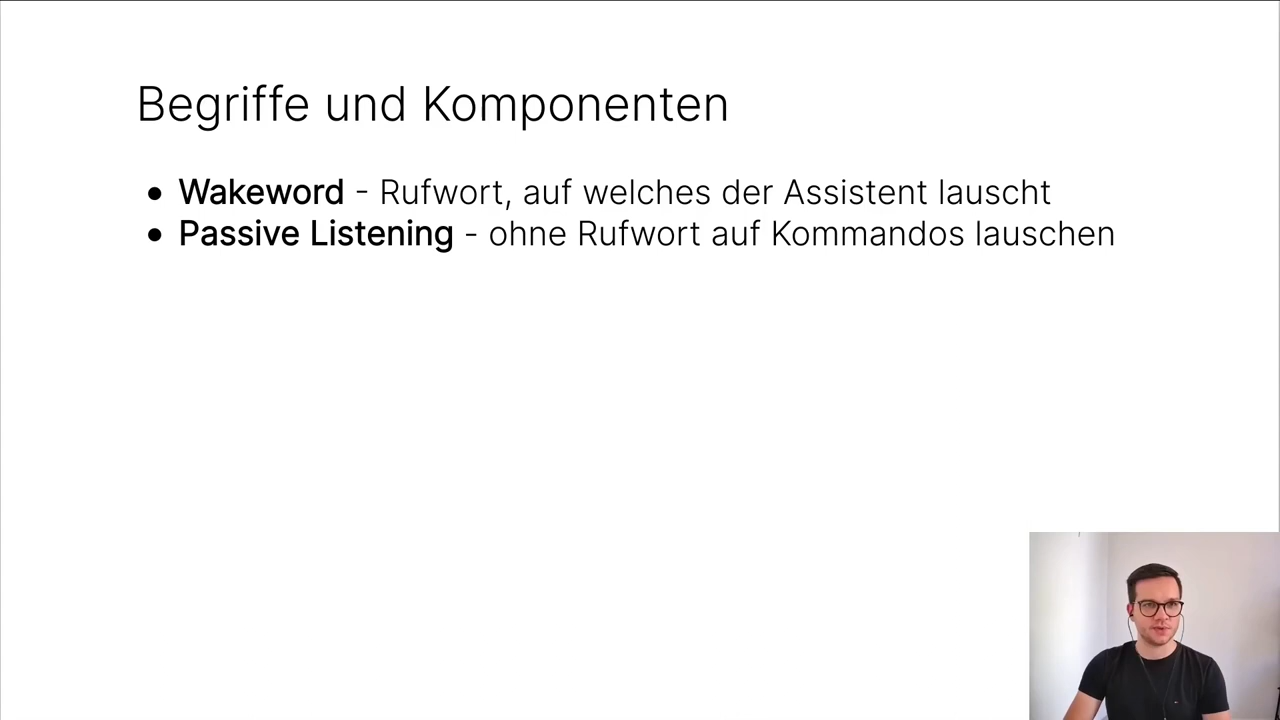 Begriffe und Komponenten
● Wakeword - Rufwort, auf welches der Assistent lauscht
● Passive Listening - ohne Rufwort auf Kommandos lauschen